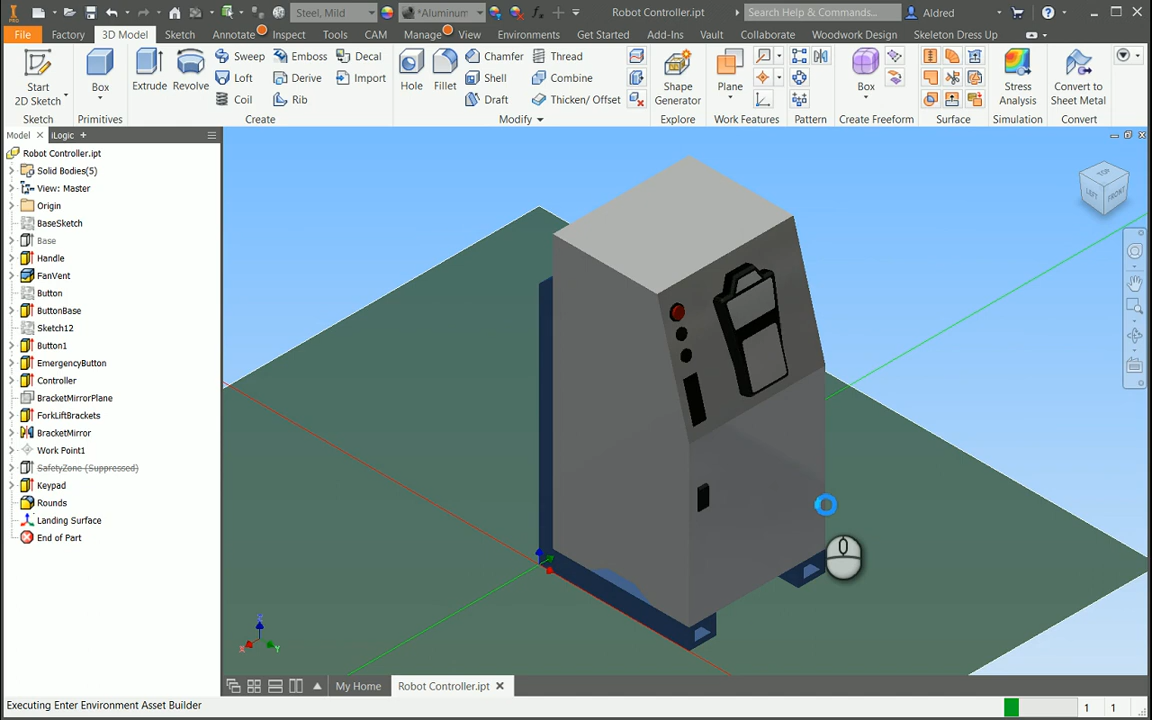 PRO
Steel, Mild
*Aluminum
Robot Controller.ipt
Search Help & Commands...
Aldred
File Factory 3D Model Sketch Annotate Inspect Tools CAM Manage View Environments Get Started Add-Ins Vault Collaborate Woodwork Design Skeleton Dress Up
Start
2D Sketch
Box
Extrude
Revolve
Sweep
Emboss
Decal
Loft
Derive
Import
Coil
Rib
Hole
Fillet
Chamfer
Thread
Shell
Combine
Draft
Thicken/ Offset
Shape
Generator
Plane
Box
Stress
Analysis
Convert to
Sheet Metal
Sketch Primitives Create Modify Explore Work Features Pattern Create Freeform Surface Simulation Convert
Model
iLogic
Robot Controller.ipt
Solid Bodies(5)
View: Master
Origin
BaseSketch
Base
Handle
FanVent
Button
ButtonBase
Sketch12
Button1
EmergencyButton
Controller
BracketMirrorPlane
ForkLiftBrackets
BracketMirror
Work Point1
SafetyZone (Suppressed)
Keypad
Rounds
Landing Surface
End of Part
TOP
LEFT
FRONT
Z
X
Y
My Home
Robot Controller.ipt
Executing Enter Environment Asset Builder
1 1